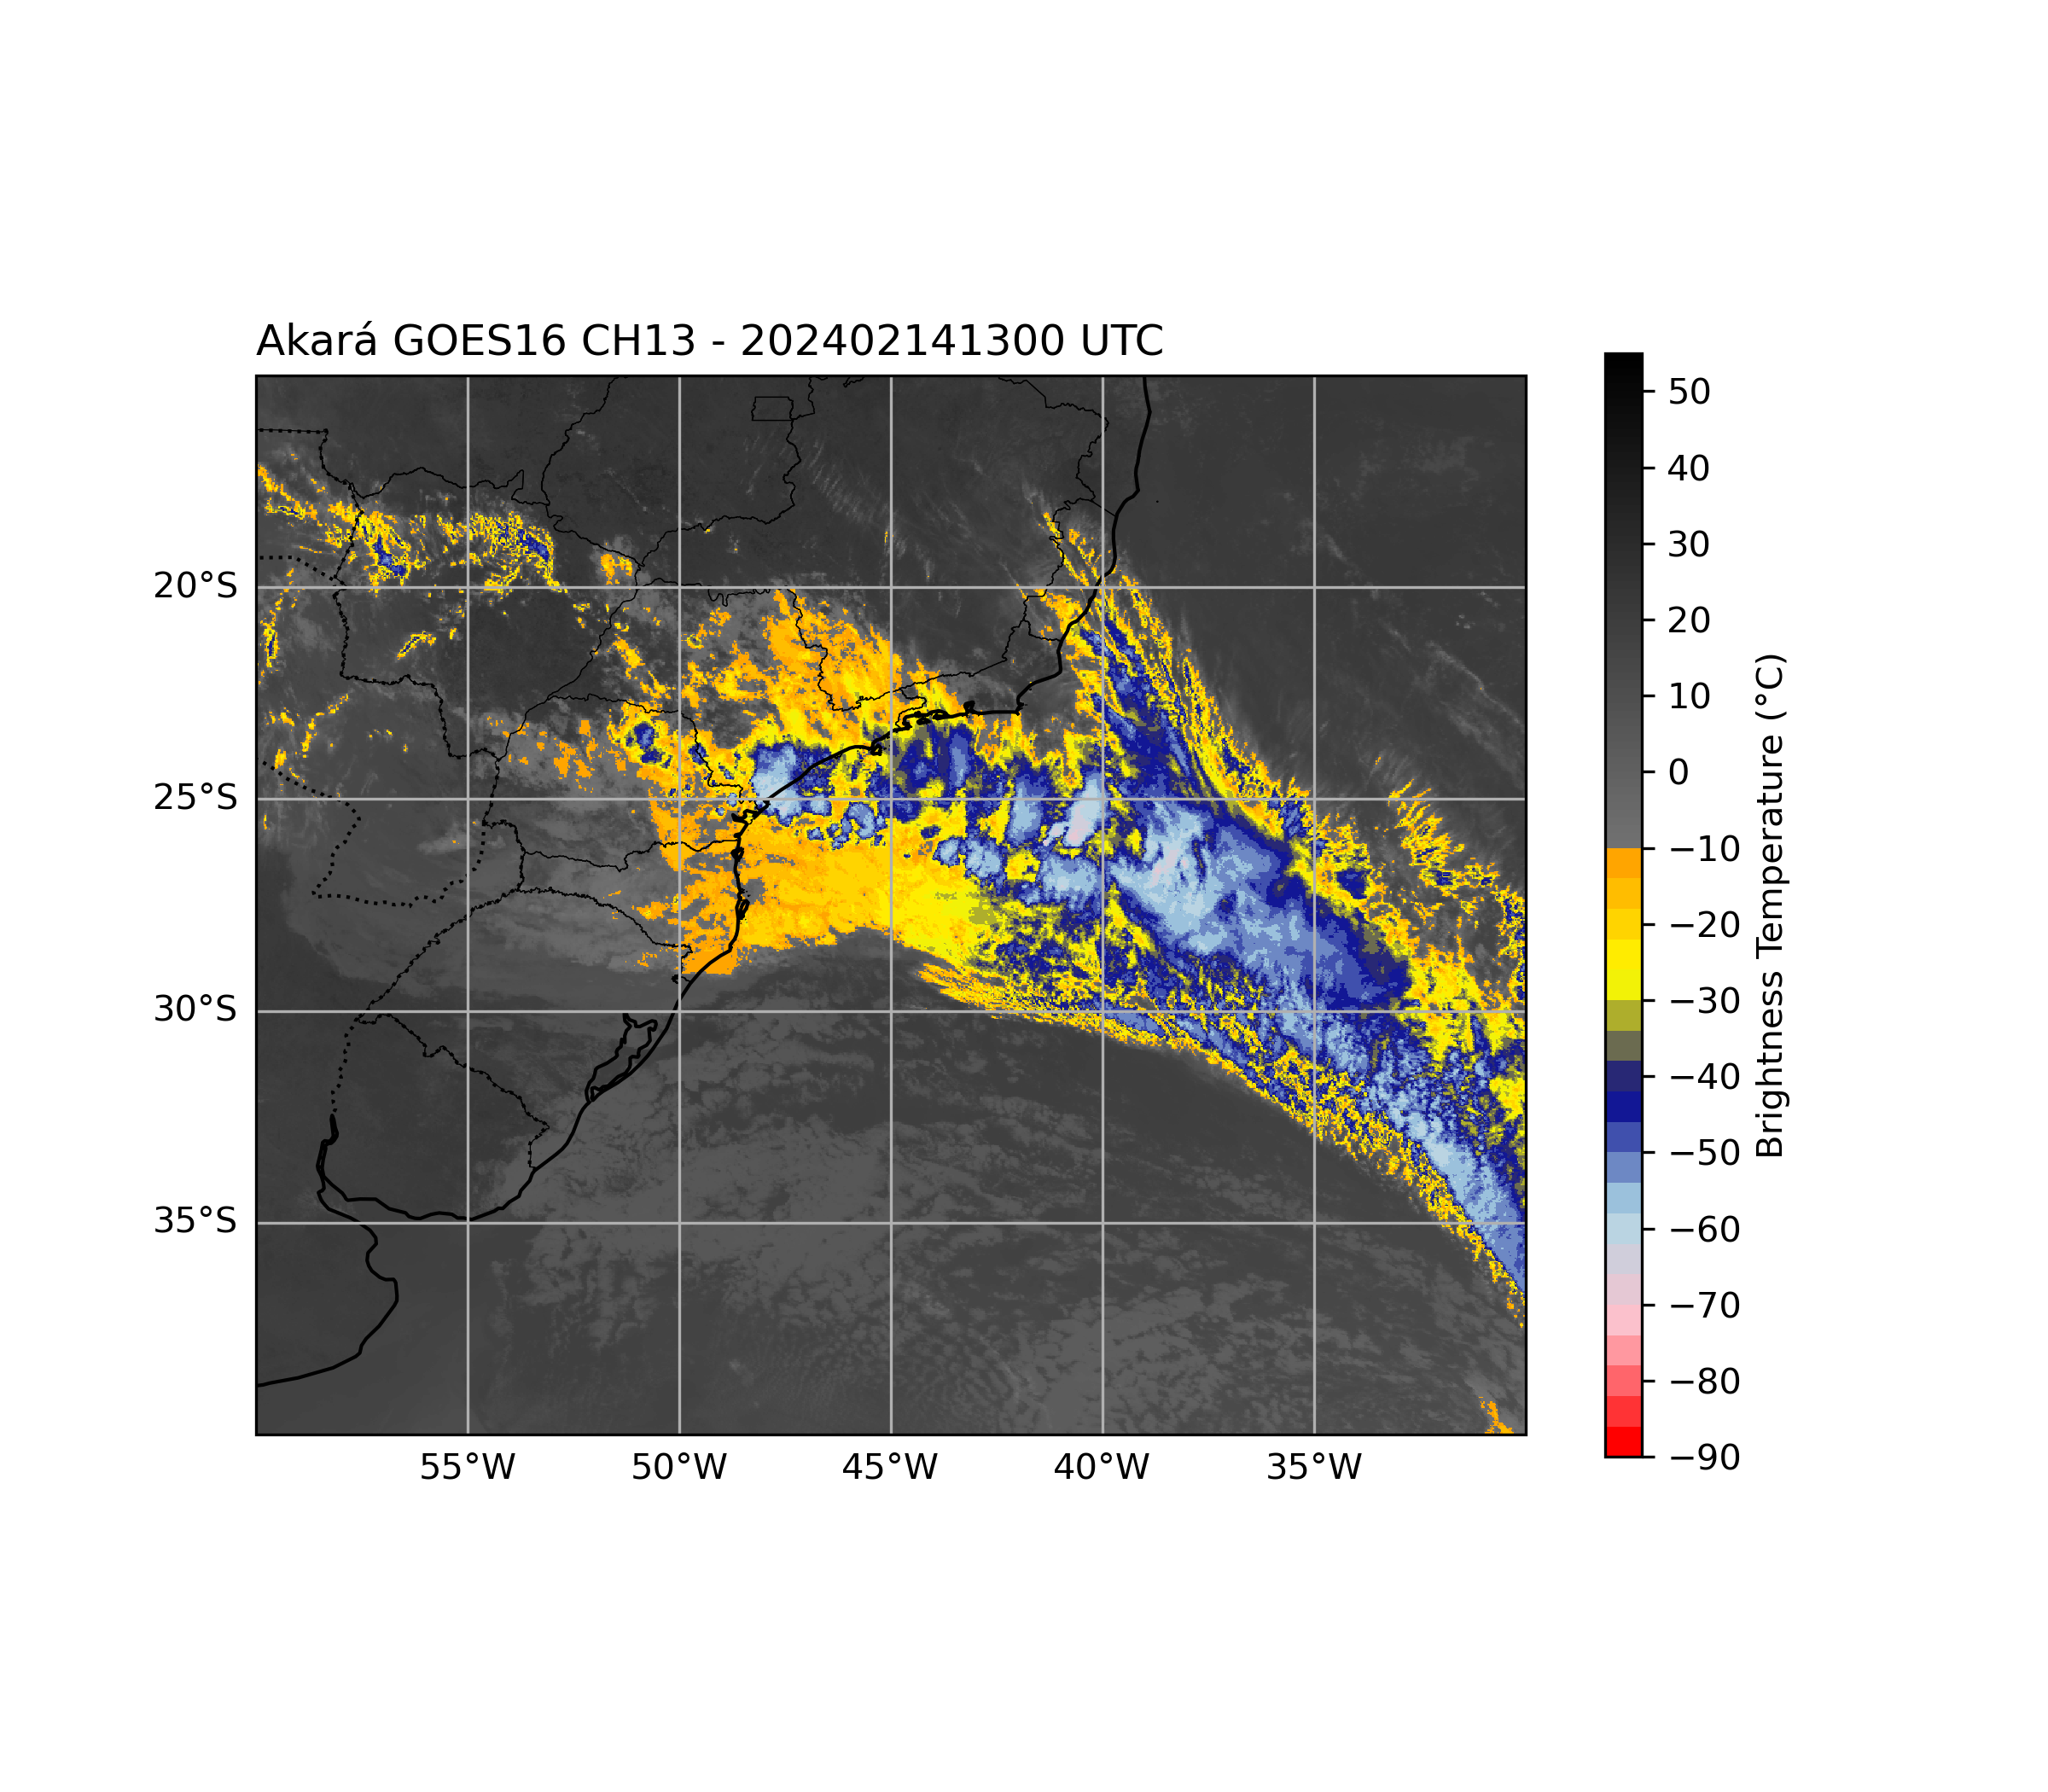 Akará GOES16 CH13 - 202402141300 UTC
20°S
25°S
30°S
35°S
55°W
50°W
45°W
40°W
35°W
50
40
30
20
10
0
−10
−20
−30
−40
−50
−60
−70
−80
−90
Brightness Temperature (°C)